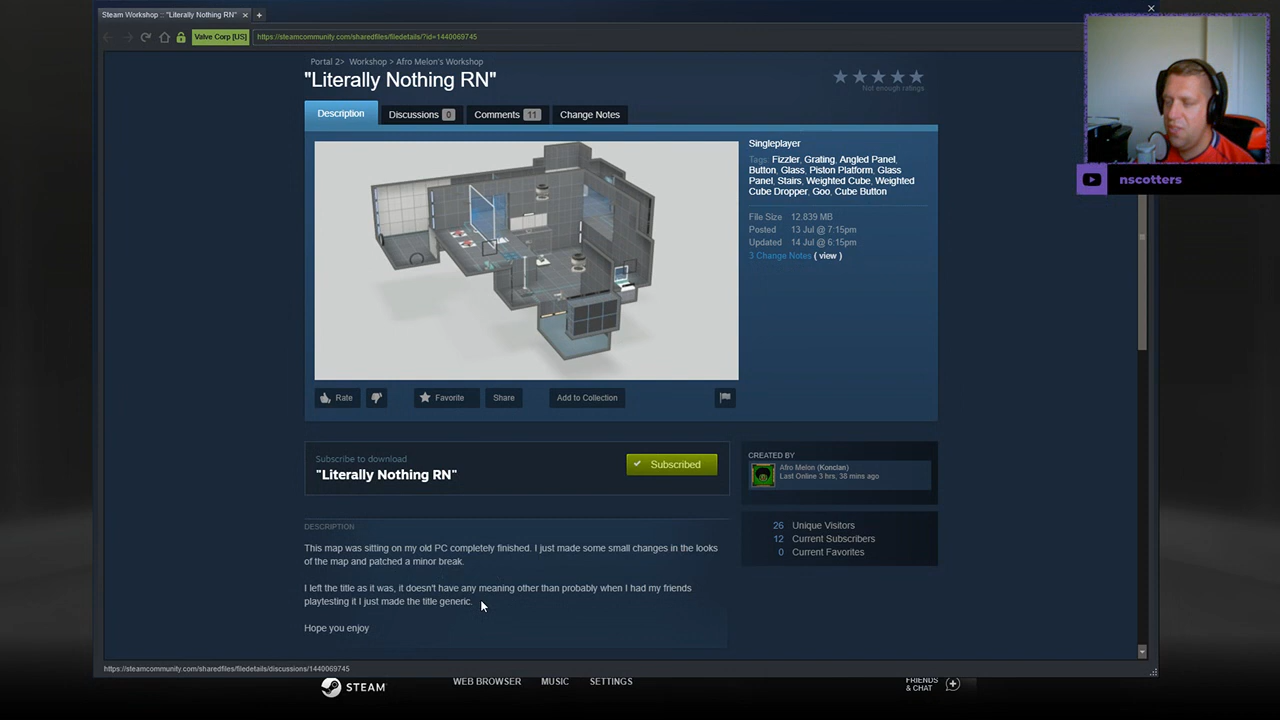 Steam Workshop :: "Literally Nothing RN"
Valve Corp [US]
https://steamcommunity.com/sharedfiles/filedetails/?id=1440069745
Portal 2> Workshop > Afro Melon's Workshop
"Literally Nothing RN"
Not enough ratings
Description
Discussions 0
Comments 11
Change Notes
Singleplayer
Tags: Fizzler, Grating, Angled Panel,
Button, Glass, Piston Platform, Glass
Panel, Stairs, Weighted Cube, Weighted
Cube Dropper, Goo, Cube Button
File Size 12.839 MB
Posted 13 Jul @ 7:15pm
Updated 14 Jul @ 6:15pm
3 Change Notes ( view )
nscotters
Rate
Favorite
Share
Add to Collection
Subscribe to download
"Literally Nothing RN"
Subscribed
CREATED BY
Afro Melon (Koncian)
Last Online 3 hrs, 38 mins ago
26 Unique Visitors
12 Current Subscribers
0 Current Favorites
DESCRIPTION
This map was sitting on my old PC completely finished. I just made some small changes in the looks
of the map and patched a minor break.
I left the title as it was, it doesn't have any meaning other than probably when I had my friends
playtesting it I just made the title generic.
Hope you enjoy
https://steamcommunity.com/sharedfiles/filedetails/discussions/1440069745
STEAM
WEB BROWSER
MUSIC
SETTINGS
FRIENDS
& CHAT